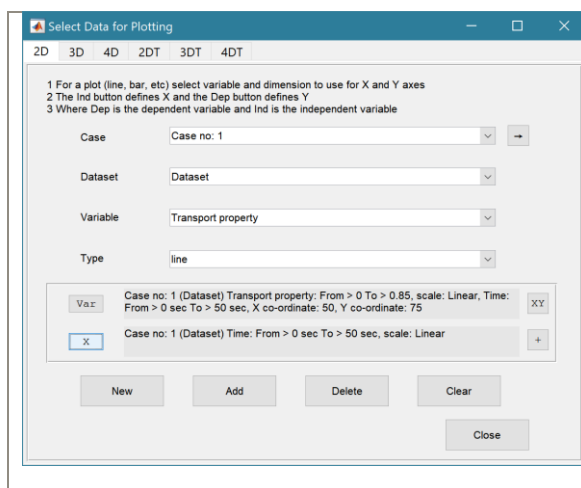 Select Data for Plotting
2D 3D 4D 2DT 3DT 4DT
1 For a plot (line, bar, etc) select variable and dimension to use for X and Y axes
2 The Ind button defines X and the Dep button defines Y
3 Where Dep is the dependent variable and Ind is the independent variable
Case Case no: 1 →
Dataset Dataset
Variable Transport property
Type line
Var Case no: 1 (Dataset) Transport property: From > 0 To > 0.85, scale: Linear, Time: XY
From > 0 sec To > 50 sec, X co-ordinate: 50, Y co-ordinate: 75
X Case no: 1 (Dataset) Time: From > 0 sec To > 50 sec, scale: Linear +
New Add Delete Clear
Close